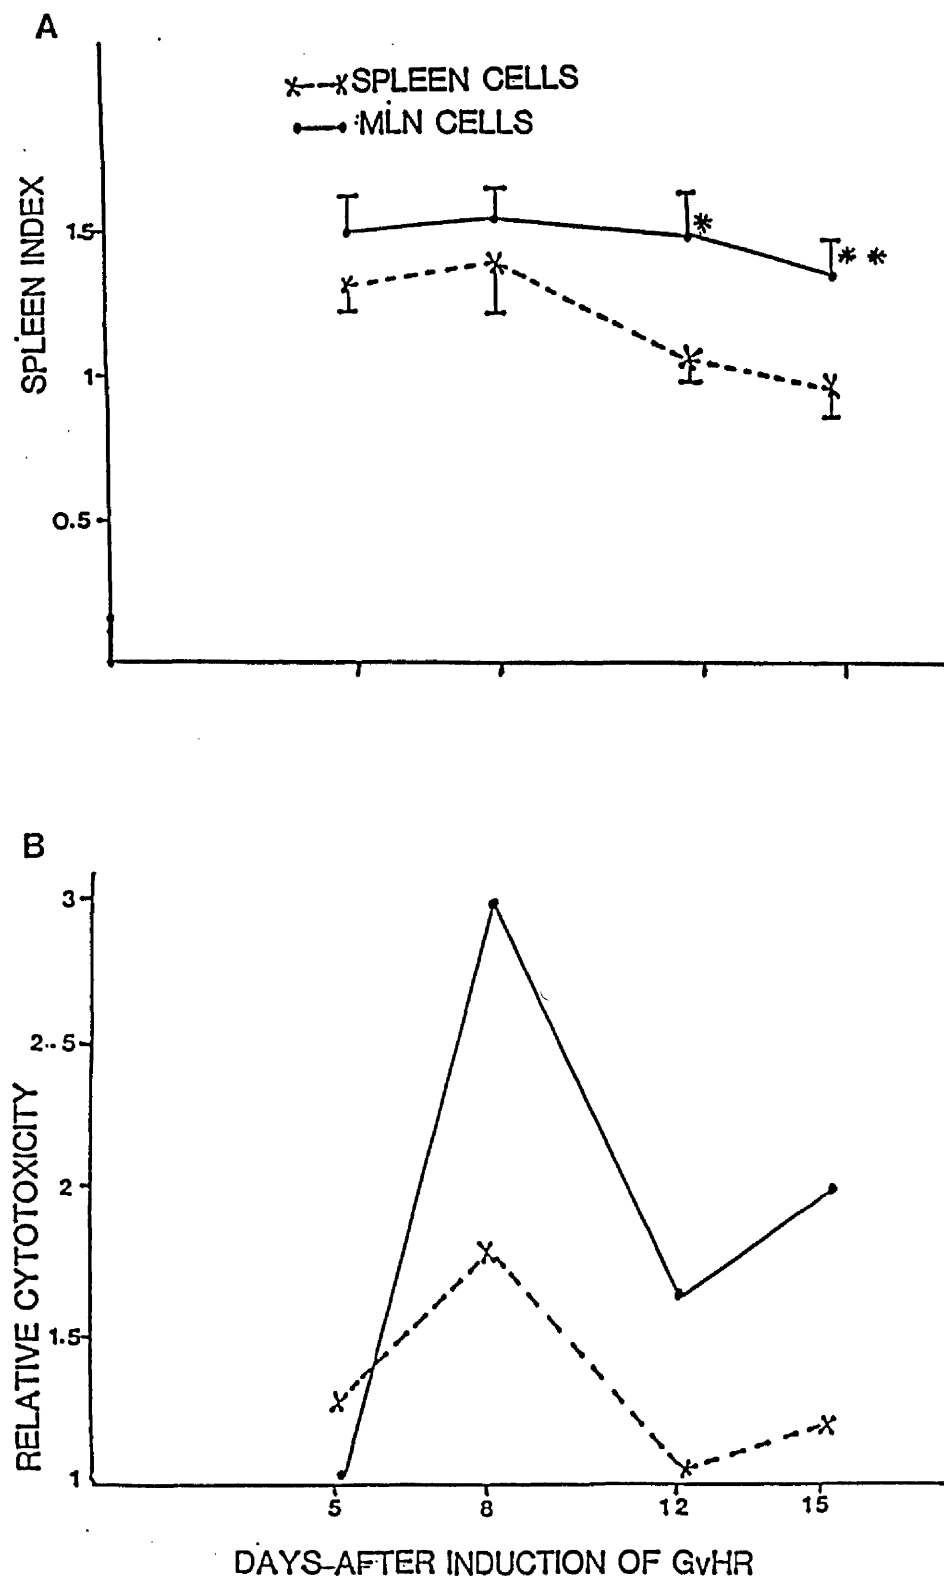 A
x--xSPLEEN CELLS
MLN CELLS
SPLEEN INDEX
1.5
*
* *
1
0.5
B
3
2..5
2
1.5
1
RELATIVE CYTOTOXICITY
5 8 12 15
DAYS-AFTER INDUCTION OF GvHR